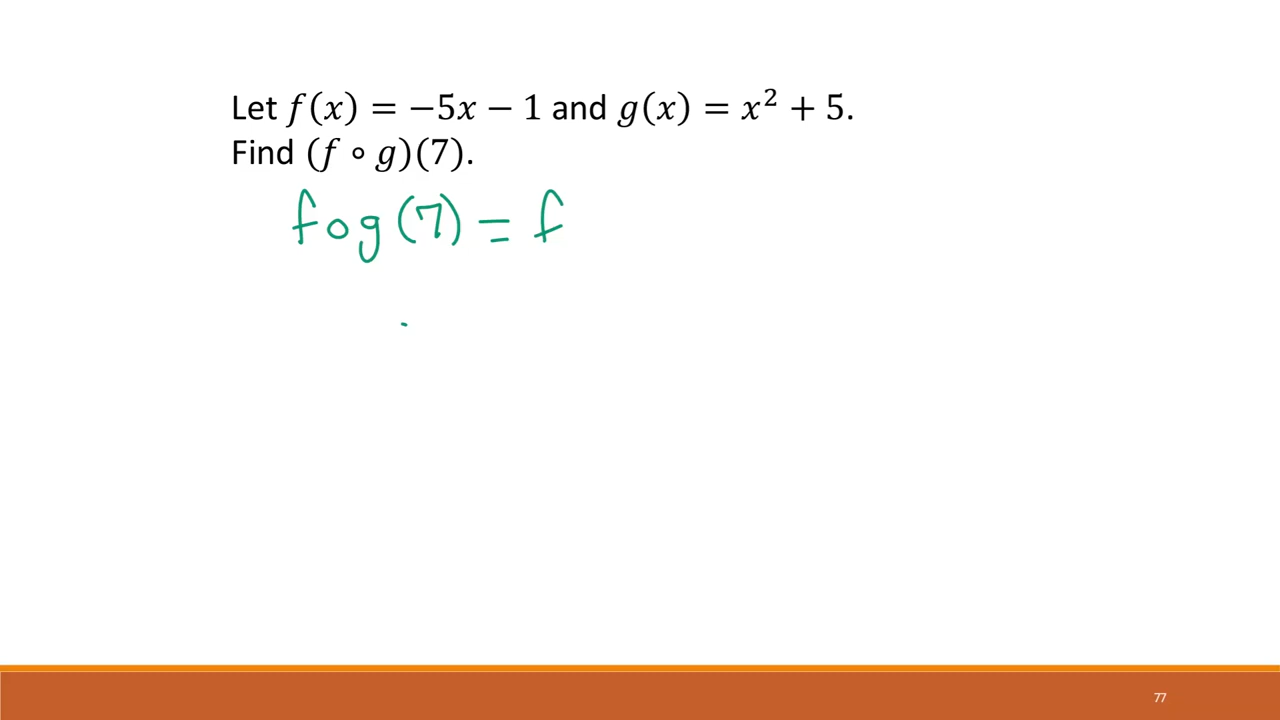 Let f(x) = −5x − 1 and g(x) = x² + 5.
Find (f ∘ g)(7).
fog(7) = f
77